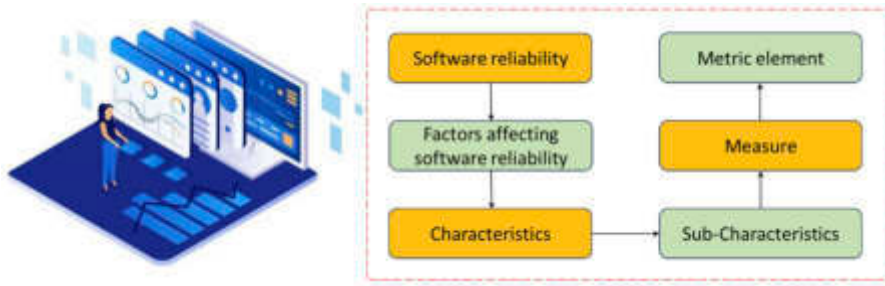 Software reliability
Factors affecting
software reliability
Characteristics
Sub-Characteristics
Measure
Metric element